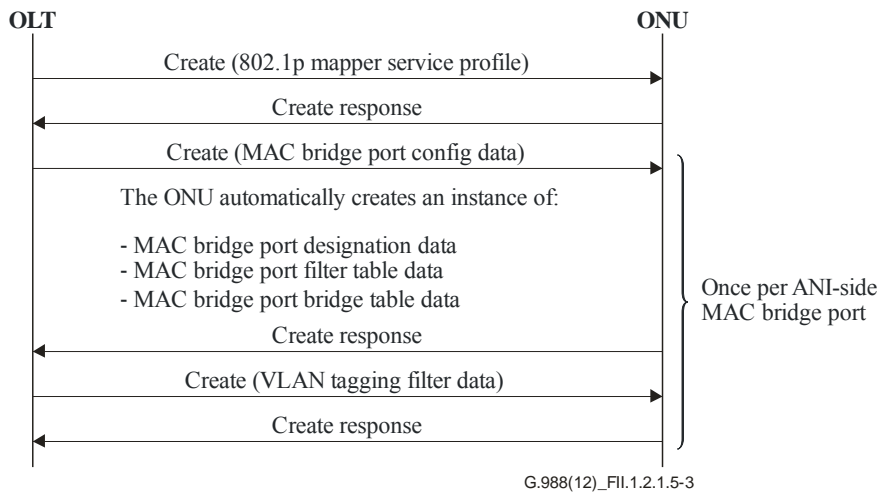 OLT
ONU
Create (802.1p mapper service profile)
Create response
Create (MAC bridge port config data)
The ONU automatically creates an instance of:
- MAC bridge port designation data
- MAC bridge port filter table data
- MAC bridge port bridge table data
Once per ANI-side
MAC bridge port
Create response
Create (VLAN tagging filter data)
Create response
G.988(12)_FII.1.2.1.5-3